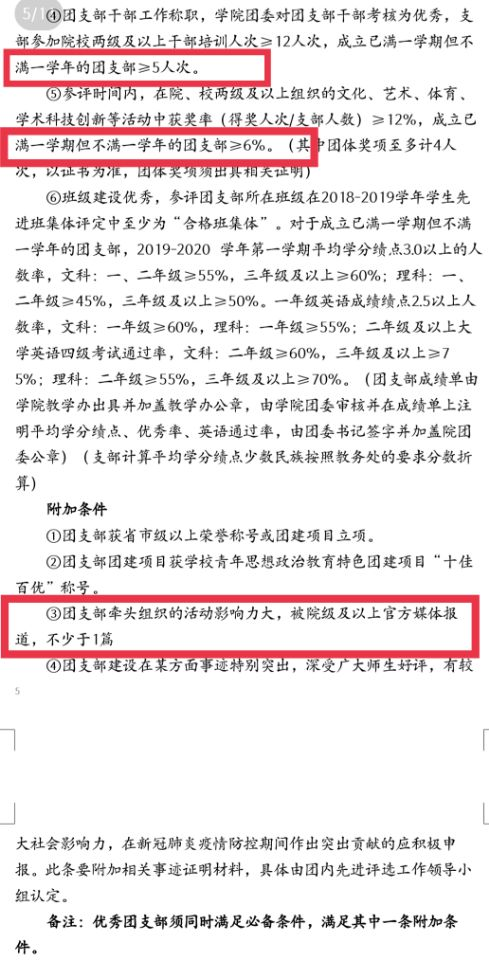 5/1
④团支部干部工作称职，学院团委对团支部干部考核为优秀，支
部参加院校两级及以上干部培训人次≥12人次，成立已满一学期但不
满一学年的团支部≥5人次。
⑤参评时间内，在院、校两级及以上组织的文化、艺术、体育、
学术科技创新等活动中获奖率（得奖人次/支部人数）≥12%，成立已
满一学期但不满一学年的团支部≥6%。（其中团体奖项至多计4人
次，以证书为准，团体奖项须出具相关证明）
⑥班级建设优秀，参评团支部所在班级在2018-2019学年学生先
进班集体评定中至少为“合格班集体”。对于成立已满一学期但不满
一学年的团支部，2019-2020 学年第一学期平均学分绩点3.0以上的人
数率，文科：一、二年级≥55%，三年级及以上≥60%；理科：一、
二年级≥45%，三年级及以上≥50%。一年级英语成绩绩点2.5以上人
数率，文科：一年级≥60%，理科：一年级≥55%；二年级及以上大
学英语四级考试通过率，文科：二年级≥60%，三年级及以上≥7
5%；理科：二年级≥55%，三年级及以上≥70%。（团支部成绩单由
学院教学办出具并加盖教学办公章，由学院团委审核并在成绩单上注
明平均学分绩点、优秀率、英语通过率，由团委书记签字并加盖院团
委公章）（支部计算平均学分绩点少数民族按照教务处的要求分数折
算）
附加条件
①团支部获省市级以上荣誉称号或团建项目立项。
②团支部团建项目获学校青年思想政治教育特色团建项目“十佳
百优”称号。
③团支部牵头组织的活动影响力大，被院级及以上官方媒体报
道，不少于1篇
④团支部建设在某方面事迹特别突出，深受广大师生好评，有较
5
大社会影响力，在新冠肺炎疫情防控期间作出突出贡献的应积极申
报。此条要附加相关事迹证明材料，具体由团内先进评选工作领导小
组认定。
备注：优秀团支部须同时满足必备条件，满足其中一条附加条
件。